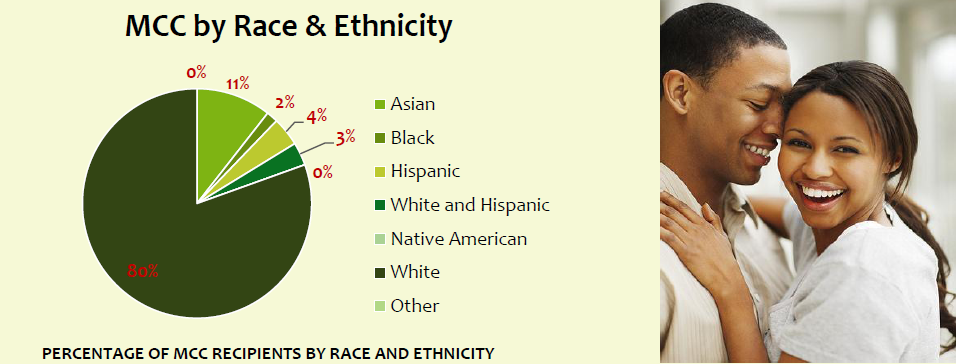 MCC by Race & Ethnicity
0%
11%
2%
4%
3%
0%
80%
Asian
Black
Hispanic
White and Hispanic
Native American
White
Other
PERCENTAGE OF MCC RECIPIENTS BY RACE AND ETHNICITY